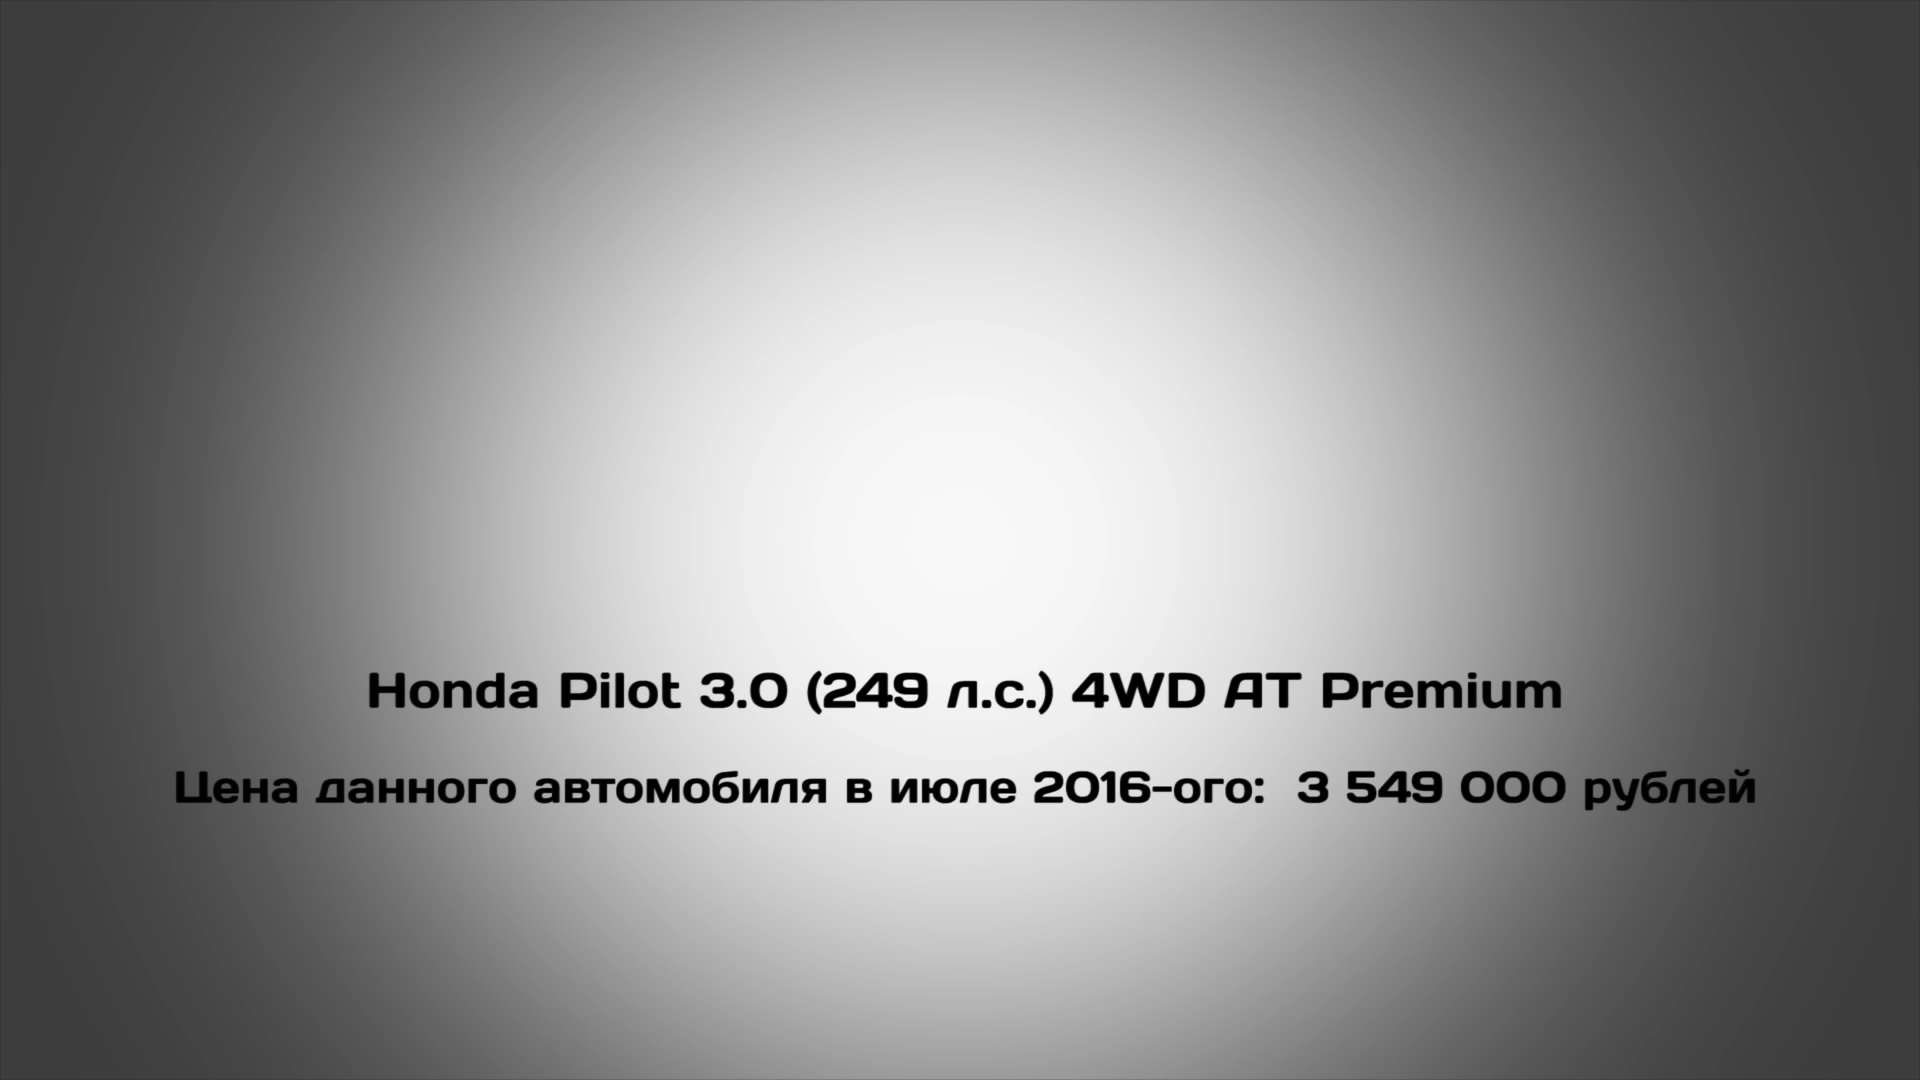 Honda Pilot 3.0 (249 л.с.) 4WD AT Premium
Цена данного автомобиля в июле 2016-ого: 3 549 000 рублей